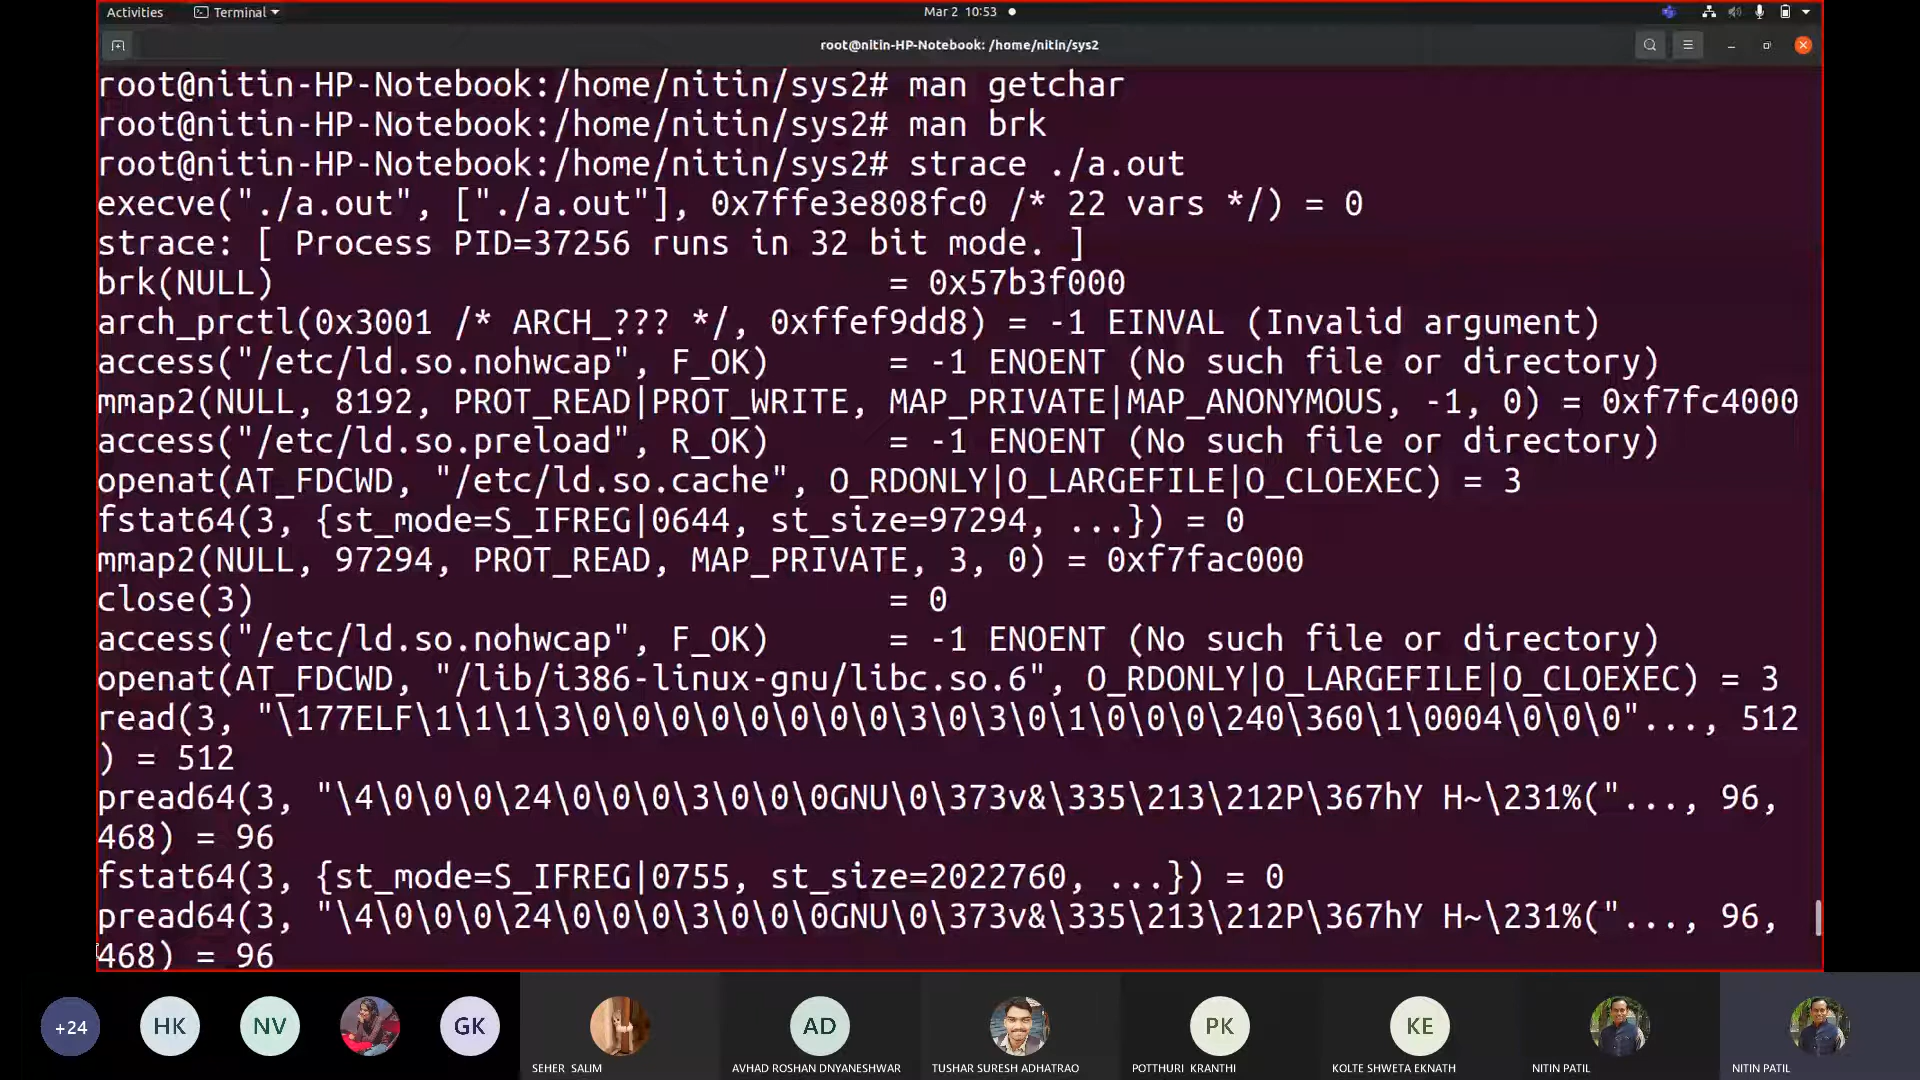 Activities
Terminal
Mar 2 10:53
root@nitin-HP-Notebook: /home/nitin/sys2
root@nitin-HP-Notebook:/home/nitin/sys2# man getchar
root@nitin-HP-Notebook:/home/nitin/sys2# man brk
root@nitin-HP-Notebook:/home/nitin/sys2# strace ./a.out
execve("./a.out", ["./a.out"], 0x7ffe3e808fc0 /* 22 vars */) = 0
strace: [ Process PID=37256 runs in 32 bit mode. ]
brk(NULL)                               = 0x57b3f000
arch_prctl(0x3001 /* ARCH_??? */, 0xffef9dd8) = -1 EINVAL (Invalid argument)
access("/etc/ld.so.nohwcap", F_OK)      = -1 ENOENT (No such file or directory)
mmap2(NULL, 8192, PROT_READ|PROT_WRITE, MAP_PRIVATE|MAP_ANONYMOUS, -1, 0) = 0xf7fc4000
access("/etc/ld.so.preload", R_OK)      = -1 ENOENT (No such file or directory)
openat(AT_FDCWD, "/etc/ld.so.cache", O_RDONLY|O_LARGEFILE|O_CLOEXEC) = 3
fstat64(3, {st_mode=S_IFREG|0644, st_size=97294, ...}) = 0
mmap2(NULL, 97294, PROT_READ, MAP_PRIVATE, 3, 0) = 0xf7fac000
close(3)                                = 0
access("/etc/ld.so.nohwcap", F_OK)      = -1 ENOENT (No such file or directory)
openat(AT_FDCWD, "/lib/i386-linux-gnu/libc.so.6", O_RDONLY|O_LARGEFILE|O_CLOEXEC) = 3
read(3, "\177ELF\1\1\1\3\0\0\0\0\0\0\0\0\3\0\3\0\1\0\0\0\240\360\1\0004\0\0\0"..., 512
) = 512
pread64(3, "\4\0\0\0\24\0\0\0\3\0\0\0GNU\0\373v&\335\213\212P\367hY H~\231%("..., 96,
468) = 96
fstat64(3, {st_mode=S_IFREG|0755, st_size=2022760, ...}) = 0
pread64(3, "\4\0\0\0\24\0\0\0\3\0\0\0GNU\0\373v&\335\213\212P\367hY H~\231%("..., 96,
468) = 96
+24
HK
NV
GK
SEHER SALIM
AD
AVHAD ROSHAN DNYANESHWAR
TUSHAR SURESH ADHATRAO
PK
POTTHURI KRANTHI
KE
KOLTE SHWETA EKNATH
NITIN PATIL
NITIN PATIL